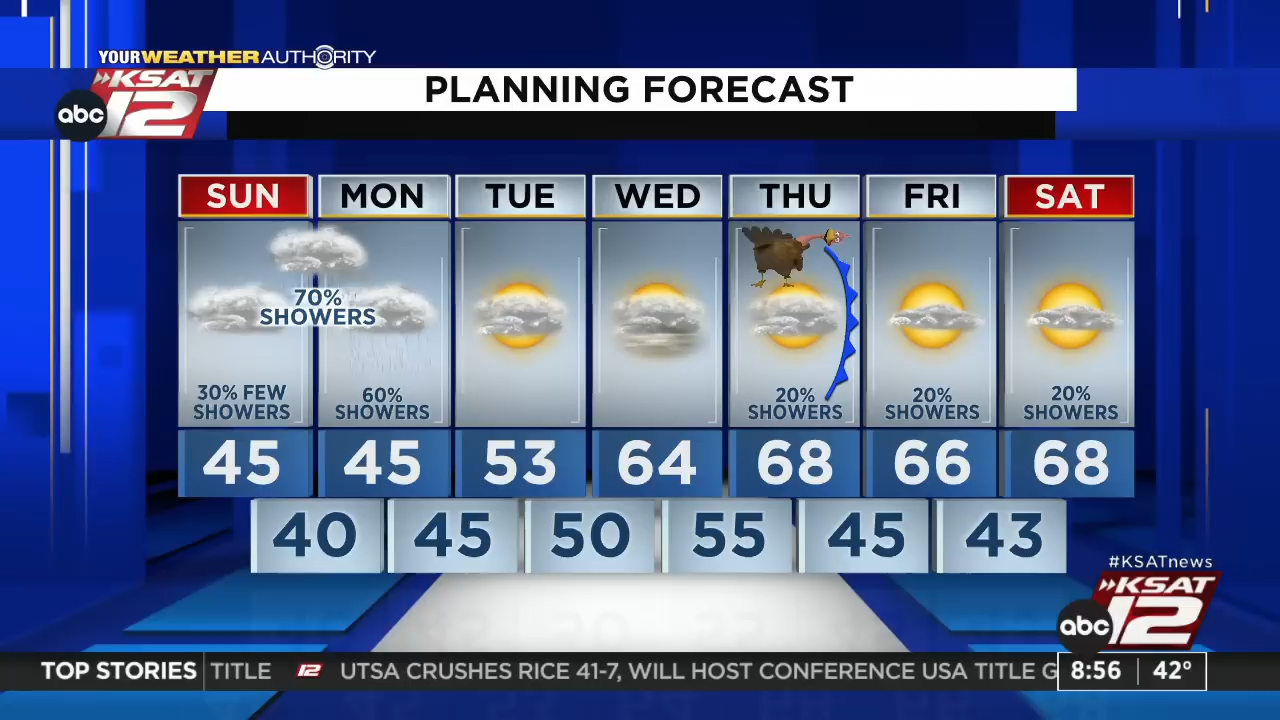 YOURWEATHERAUTHORITY
KSAT
abc 12
PLANNING FORECAST
SUN MON TUE WED THU FRI SAT
70%
SHOWERS
30% FEW
SHOWERS
60%
SHOWERS
20%
SHOWERS
20%
SHOWERS
20%
SHOWERS
45 45 53 64 68 66 68
40 45 50 55 45 43
#KSATnews
KSAT
abc 12
TOP STORIES TITLE 12 UTSA CRUSHES RICE 41-7, WILL HOST CONFERENCE USA TITLE G 8:56 42°